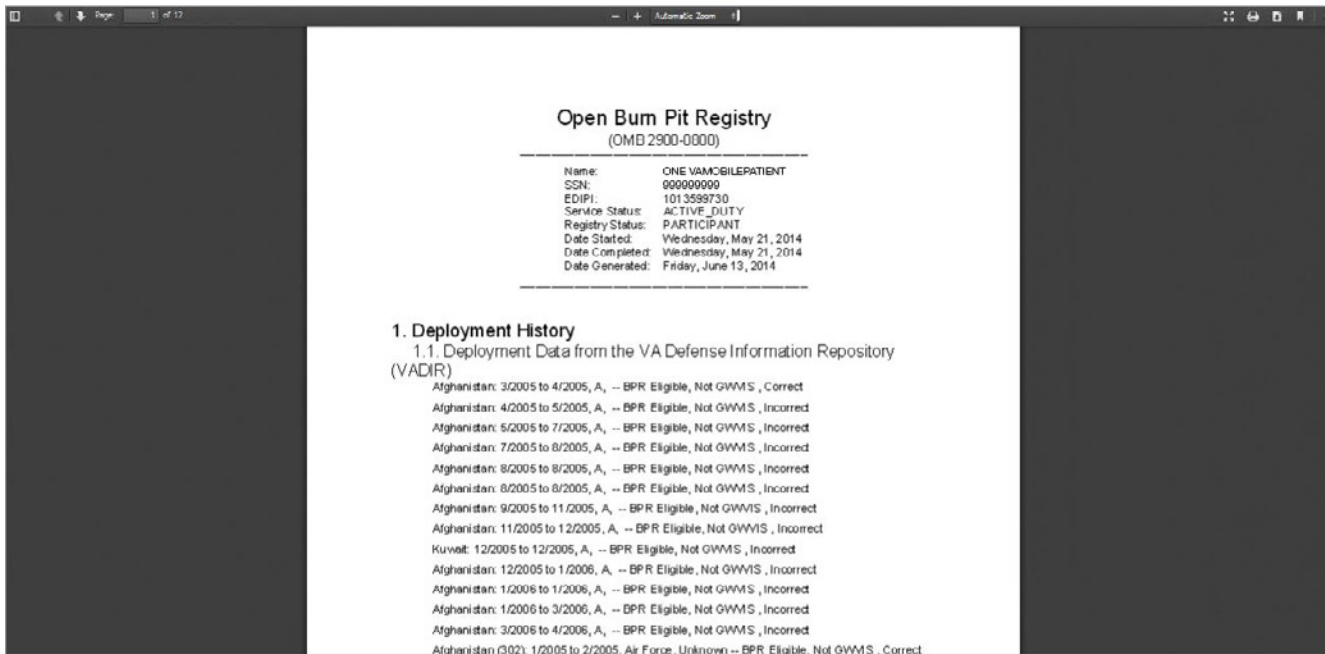 Page: 1 of 12 Automatic Zoom
Open Burn Pit Registry
(OMB 2900-0800)
Name: ONE VAMOBILEPATIENT
SSN: 999999999
EDIPI: 1013599730
Service Status: ACTIVE_DUTY
Registry Status: PARTICIPANT
Date Started: Wednesday, May 21, 2014
Date Completed: Wednesday, May 21, 2014
Date Generated: Friday, June 13, 2014
1. Deployment History
1.1. Deployment Data from the VA Defense Information Repository
(VADIR)
Afghanistan: 3/2005 to 4/2005, A, -- BPR Eligible, Not GWVIS , Correct
Afghanistan: 4/2005 to 5/2005, A, -- BPR Eligible, Not GWVIS , Incorrect
Afghanistan: 5/2005 to 7/2005, A, -- BPR Eligible, Not GWVIS , Incorrect
Afghanistan: 7/2005 to 8/2005, A, -- BPR Eligible, Not GWVIS , Incorrect
Afghanistan: 8/2005 to 8/2005, A, -- BPR Eligible, Not GWVIS , Incorrect
Afghanistan: 8/2005 to 8/2005, A, -- BPR Eligible, Not GWVIS , Incorrect
Afghanistan: 9/2005 to 11/2005, A, -- BPR Eligible, Not GWVIS , Incorrect
Afghanistan: 11/2005 to 12/2005, A, -- BPR Eligible, Not GWVIS , Incorrect
Kuwait: 12/2005 to 12/2005, A, -- BPR Eligible, Not GWVIS , Incorrect
Afghanistan: 12/2005 to 1/2006, A, -- BPR Eligible, Not GWVIS , Incorrect
Afghanistan: 1/2006 to 1/2006, A, -- BPR Eligible, Not GWVIS , Incorrect
Afghanistan: 1/2006 to 3/2006, A, -- BPR Eligible, Not GWVIS , Incorrect
Afghanistan: 3/2006 to 4/2006, A, -- BPR Eligible, Not GWVIS , Incorrect
Afghanistan (302): 1/2005 to 2/2005, Air Force, Unknown -- BPR Eligible, Not GWVIS , Correct